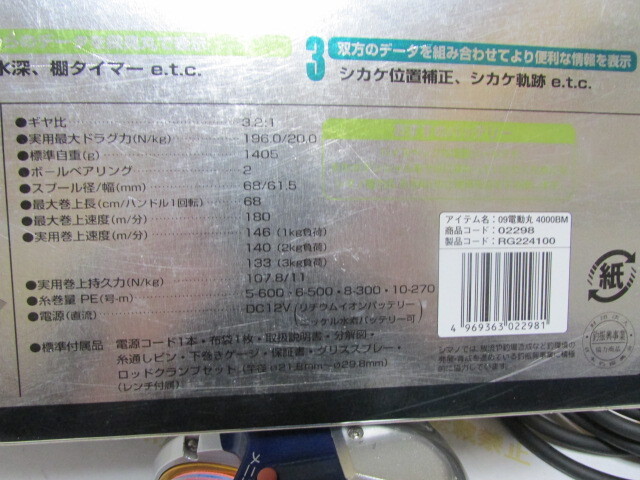 水深、棚タイマー e.t.c.
3 双方のデータを組み合わせてより便利な情報を表示
シカケ位置補正、シカケ軌跡 e.t.c.
●ギヤ比 3.2:1
●実用最大ドラグ力(N/kg) 196.0/20.0
●標準自重(g) 1405
●ボールベアリング 2
●スプール径/幅(mm) 68/61.5
●最大巻上長(cm/ハンドル1回転) 68
●最大巻上速度(m/分) 180
●実用巻上速度(m/分) 146 (1kg負荷)
140 (2kg負荷)
133 (3kg負荷)
●実用巻上持久力(N/kg) 107.8/11
●糸巻量 PE(号-m) 5-600・6-500・8-300・10-270
●電源(直流) DC12V(リチウムイオンバッテリー
ニッケル水素バッテリー可)
●標準付属品 電源コード1本・布袋1枚・取扱説明書・分解図・
糸通しピン・下巻きゲージ・保証書・グリススプレー・
ロッドクランプセット
(レンチ付属)
アイテム名：09電動丸 4000BM
商品コード：02298
製品コード：RG224100
4 969363 022981
紙
メニ